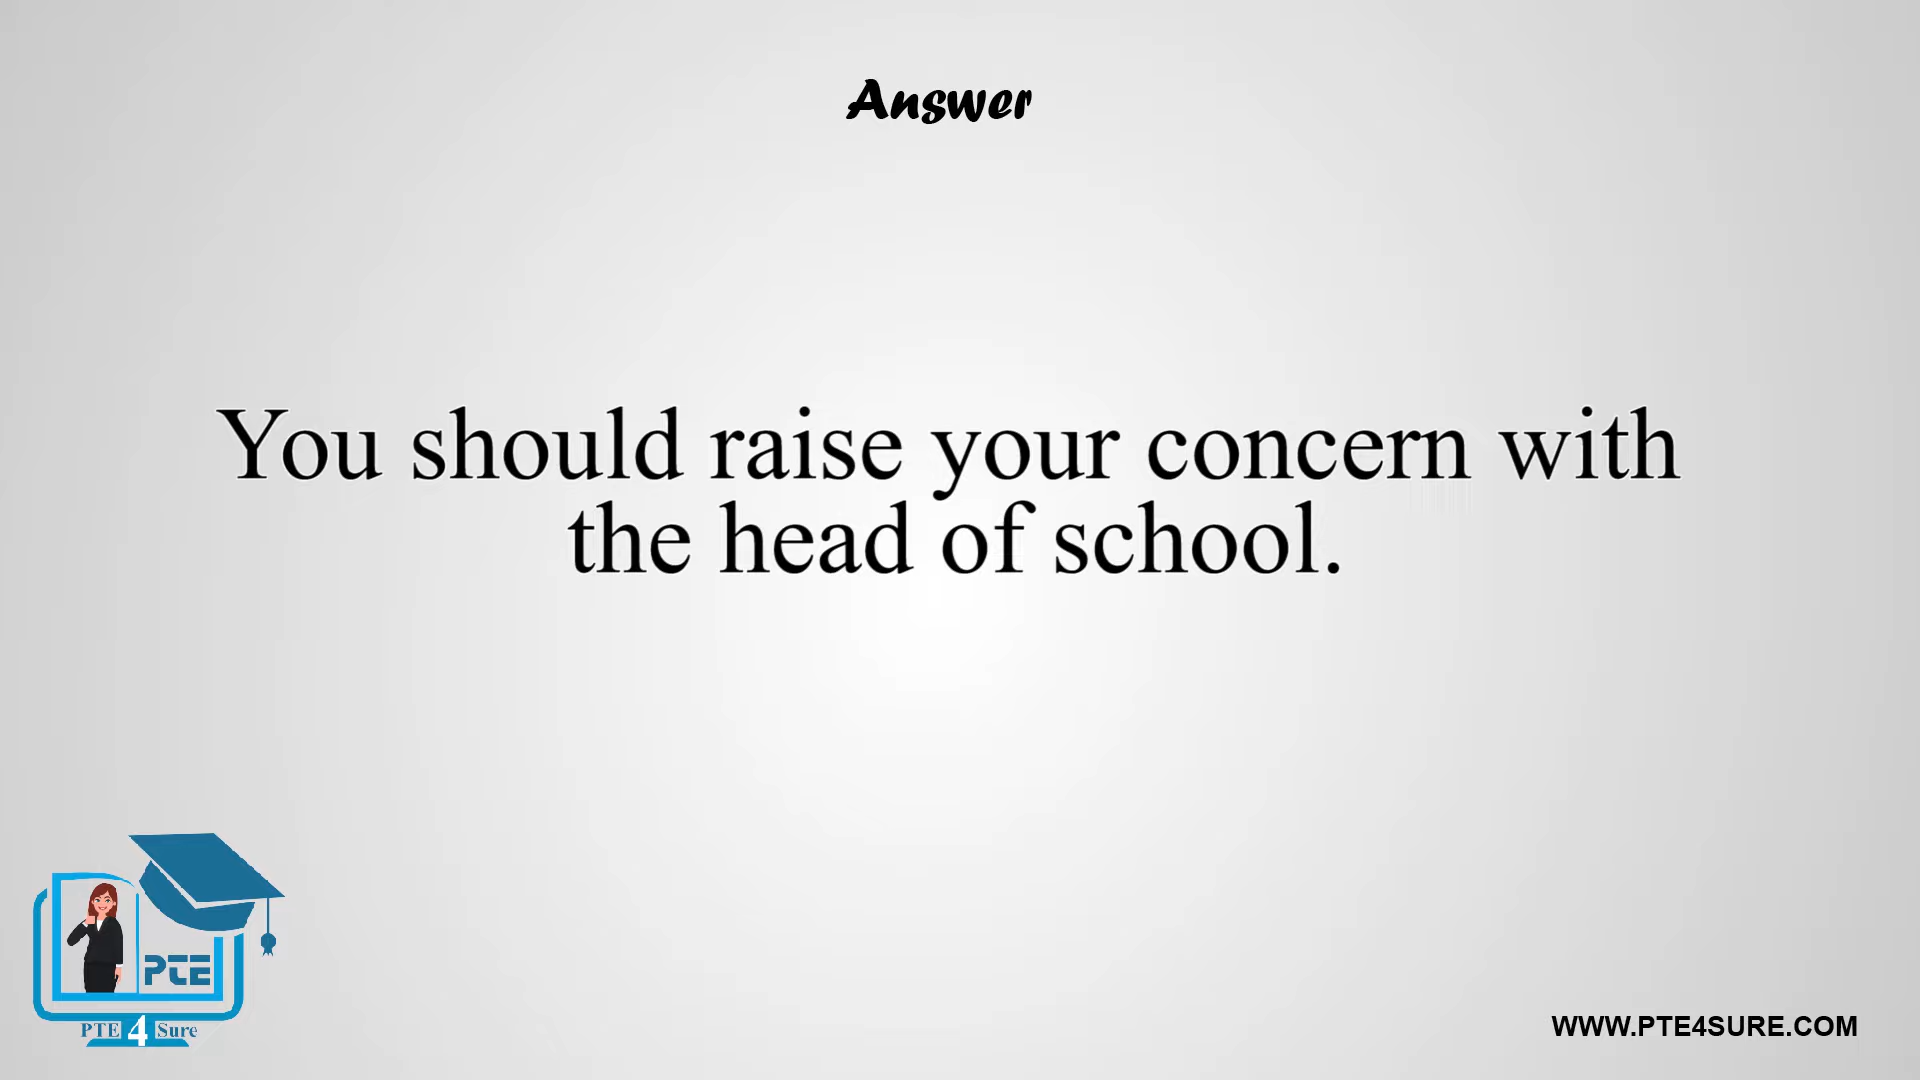 Answer
You should raise your concern with
the head of school.
PTE
PTE 4 Sure
WWW.PTE4SURE.COM